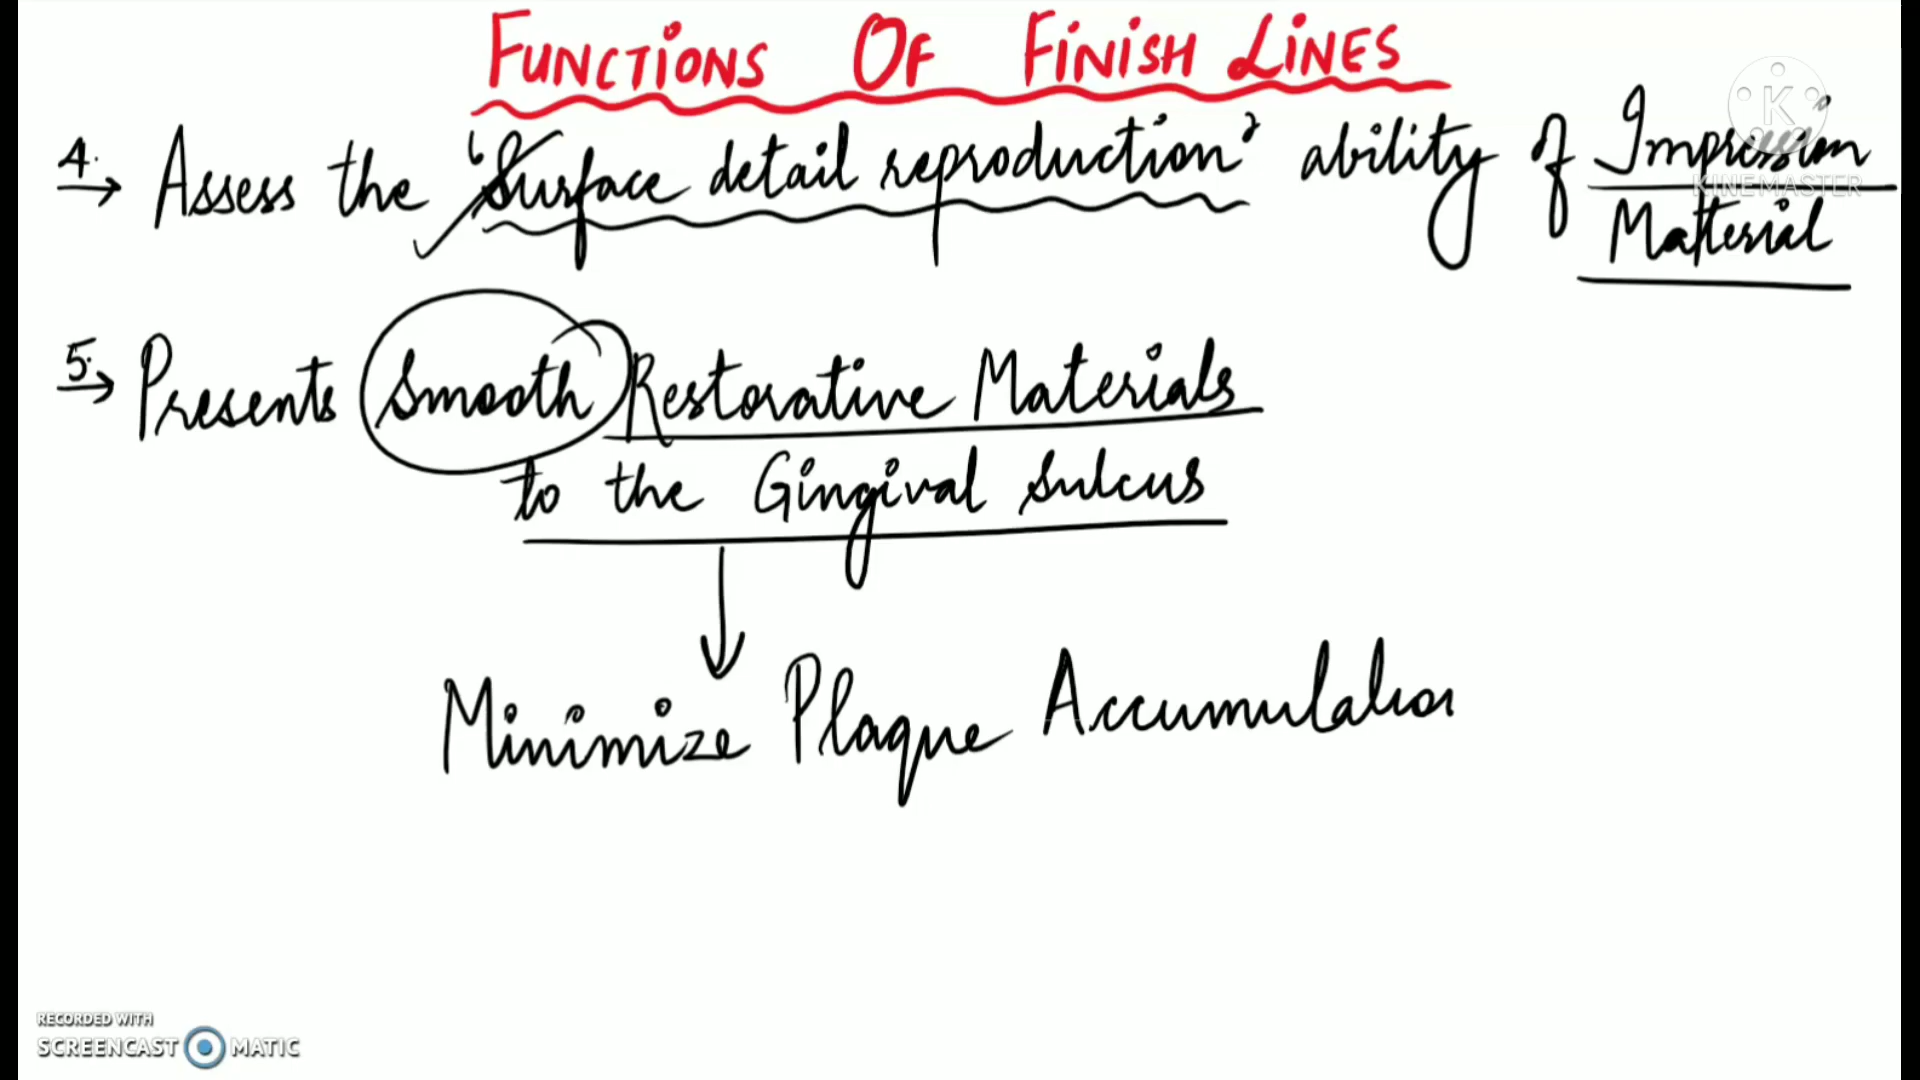 FUNCTIONS OF FINISH LINES
4. → Assess the 'Surface detail reproduction' ability of Impression
Material
5. → Presents Smooth Restorative Materials
to the Gingival Sulcus
Minimize Plaque Accumulation
K
KINEMASTER
RECORDED WITH
SCREENCAST MATIC